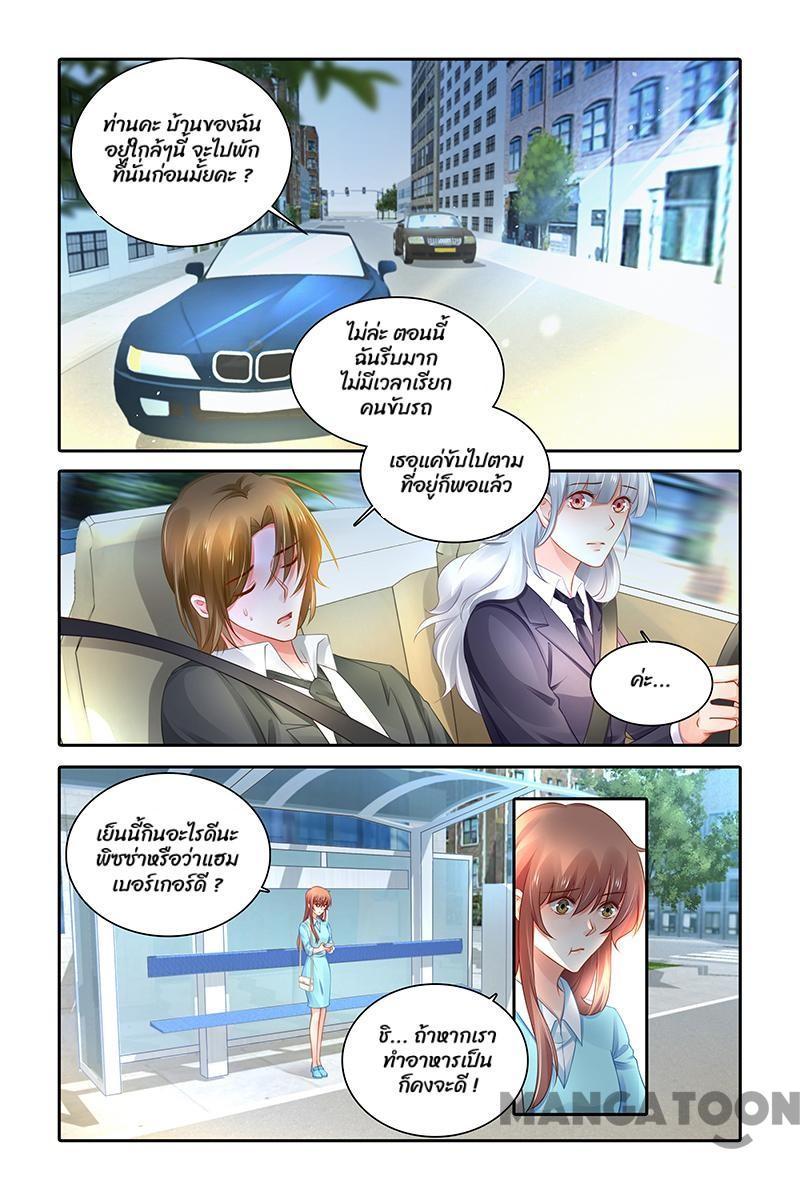 ท่านคะ บ้านของฉัน
อยู่ใกล้ๆนี้ จะไปพัก
ที่นั่นก่อนมั้ยคะ ?
ไม่ล่ะ ตอนนี้
ฉันรีบมาก
ไม่มีเวลาเรียก
คนขับรถ
เธอแค่ขับไปตาม
ที่อยู่ก็พอแล้ว
ค่ะ...
เย็นนี้กินอะไรดีนะ
พิซซ่าหรือว่าแฮม
เบอร์เกอร์ดี ?
ชิ... ถ้าหากเรา
ทำอาหารเป็น
ก็คงจะดี !
MANGATOON